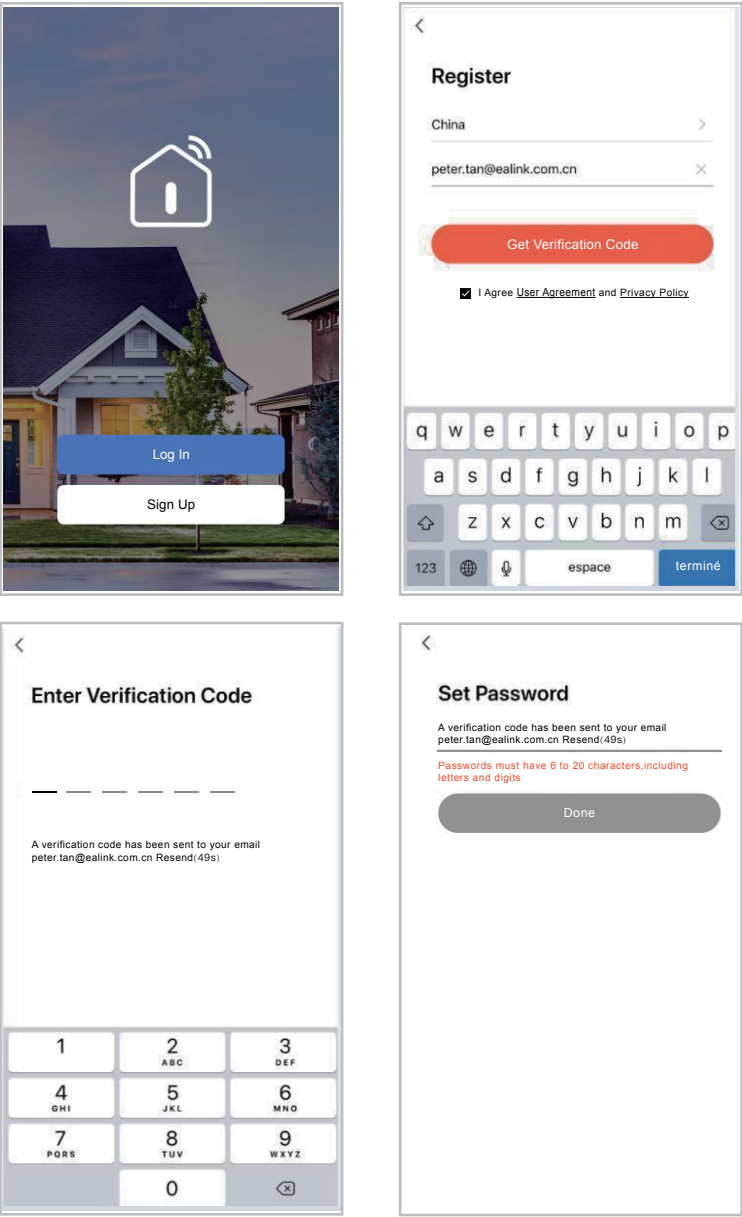 Log In
Sign Up
Register
China
peter.tan@ealink.com.cn
Get Verification Code
I Agree User Agreement and Privacy Policy
q w e r t y u i o p
a s d f g h j k l
z x c v b n m
123 espace terminé
Enter Verification Code
A verification code has been sent to your email
peter.tan@ealink.com.cn Resend(49s)
1 2 3
ABC DEF
4 5 6
GHI JKL MNO
7 8 9
PQRS TUV WXYZ
0
Set Password
A verification code has been sent to your email
peter.tan@ealink.com.cn Resend(49s)
Passwords must have 6 to 20 characters,including
letters and digits
Done